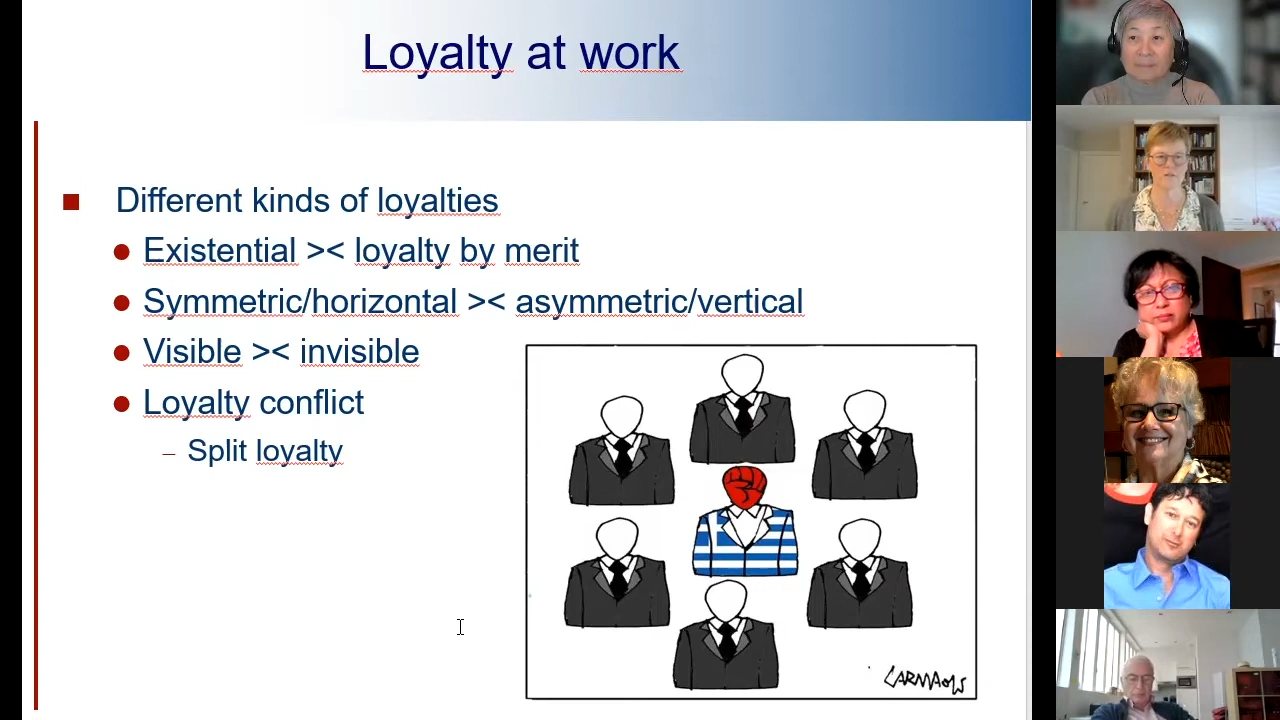 Loyalty at work
Different kinds of loyalties
Existential >< loyalty by merit
Symmetric/horizontal >< asymmetric/vertical
Visible >< invisible
Loyalty conflict
– Split loyalty